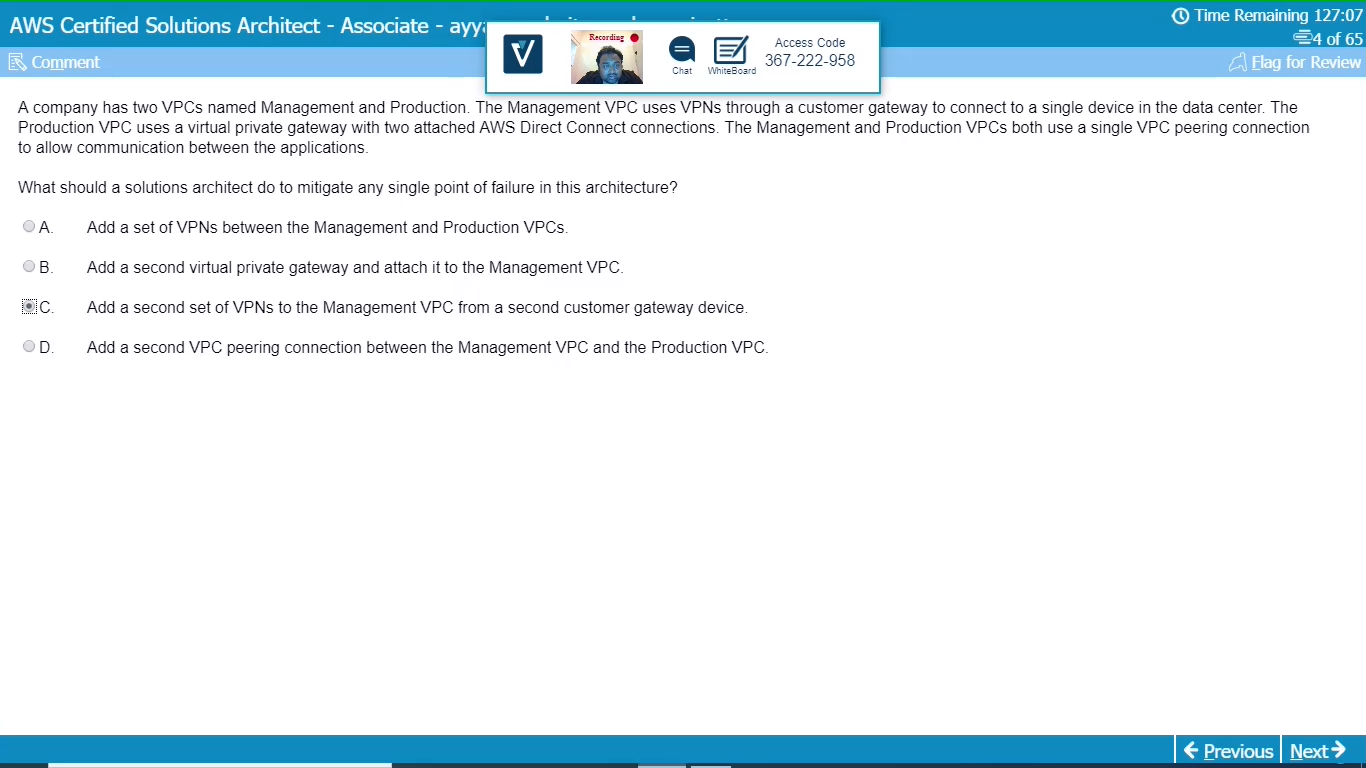 AWS Certified Solutions Architect - Associate -
Time Remaining 127:07
4 of 65
Comment
Flag for Review
Recording
Chat
WhiteBoard
Access Code
367-222-958
A company has two VPCs named Management and Production. The Management VPC uses VPNs through a customer gateway to connect to a single device in the data center. The
Production VPC uses a virtual private gateway with two attached AWS Direct Connect connections. The Management and Production VPCs both use a single VPC peering connection
to allow communication between the applications.
What should a solutions architect do to mitigate any single point of failure in this architecture?
A. Add a set of VPNs between the Management and Production VPCs.
B. Add a second virtual private gateway and attach it to the Management VPC.
C. Add a second set of VPNs to the Management VPC from a second customer gateway device.
D. Add a second VPC peering connection between the Management VPC and the Production VPC.
Previous
Next